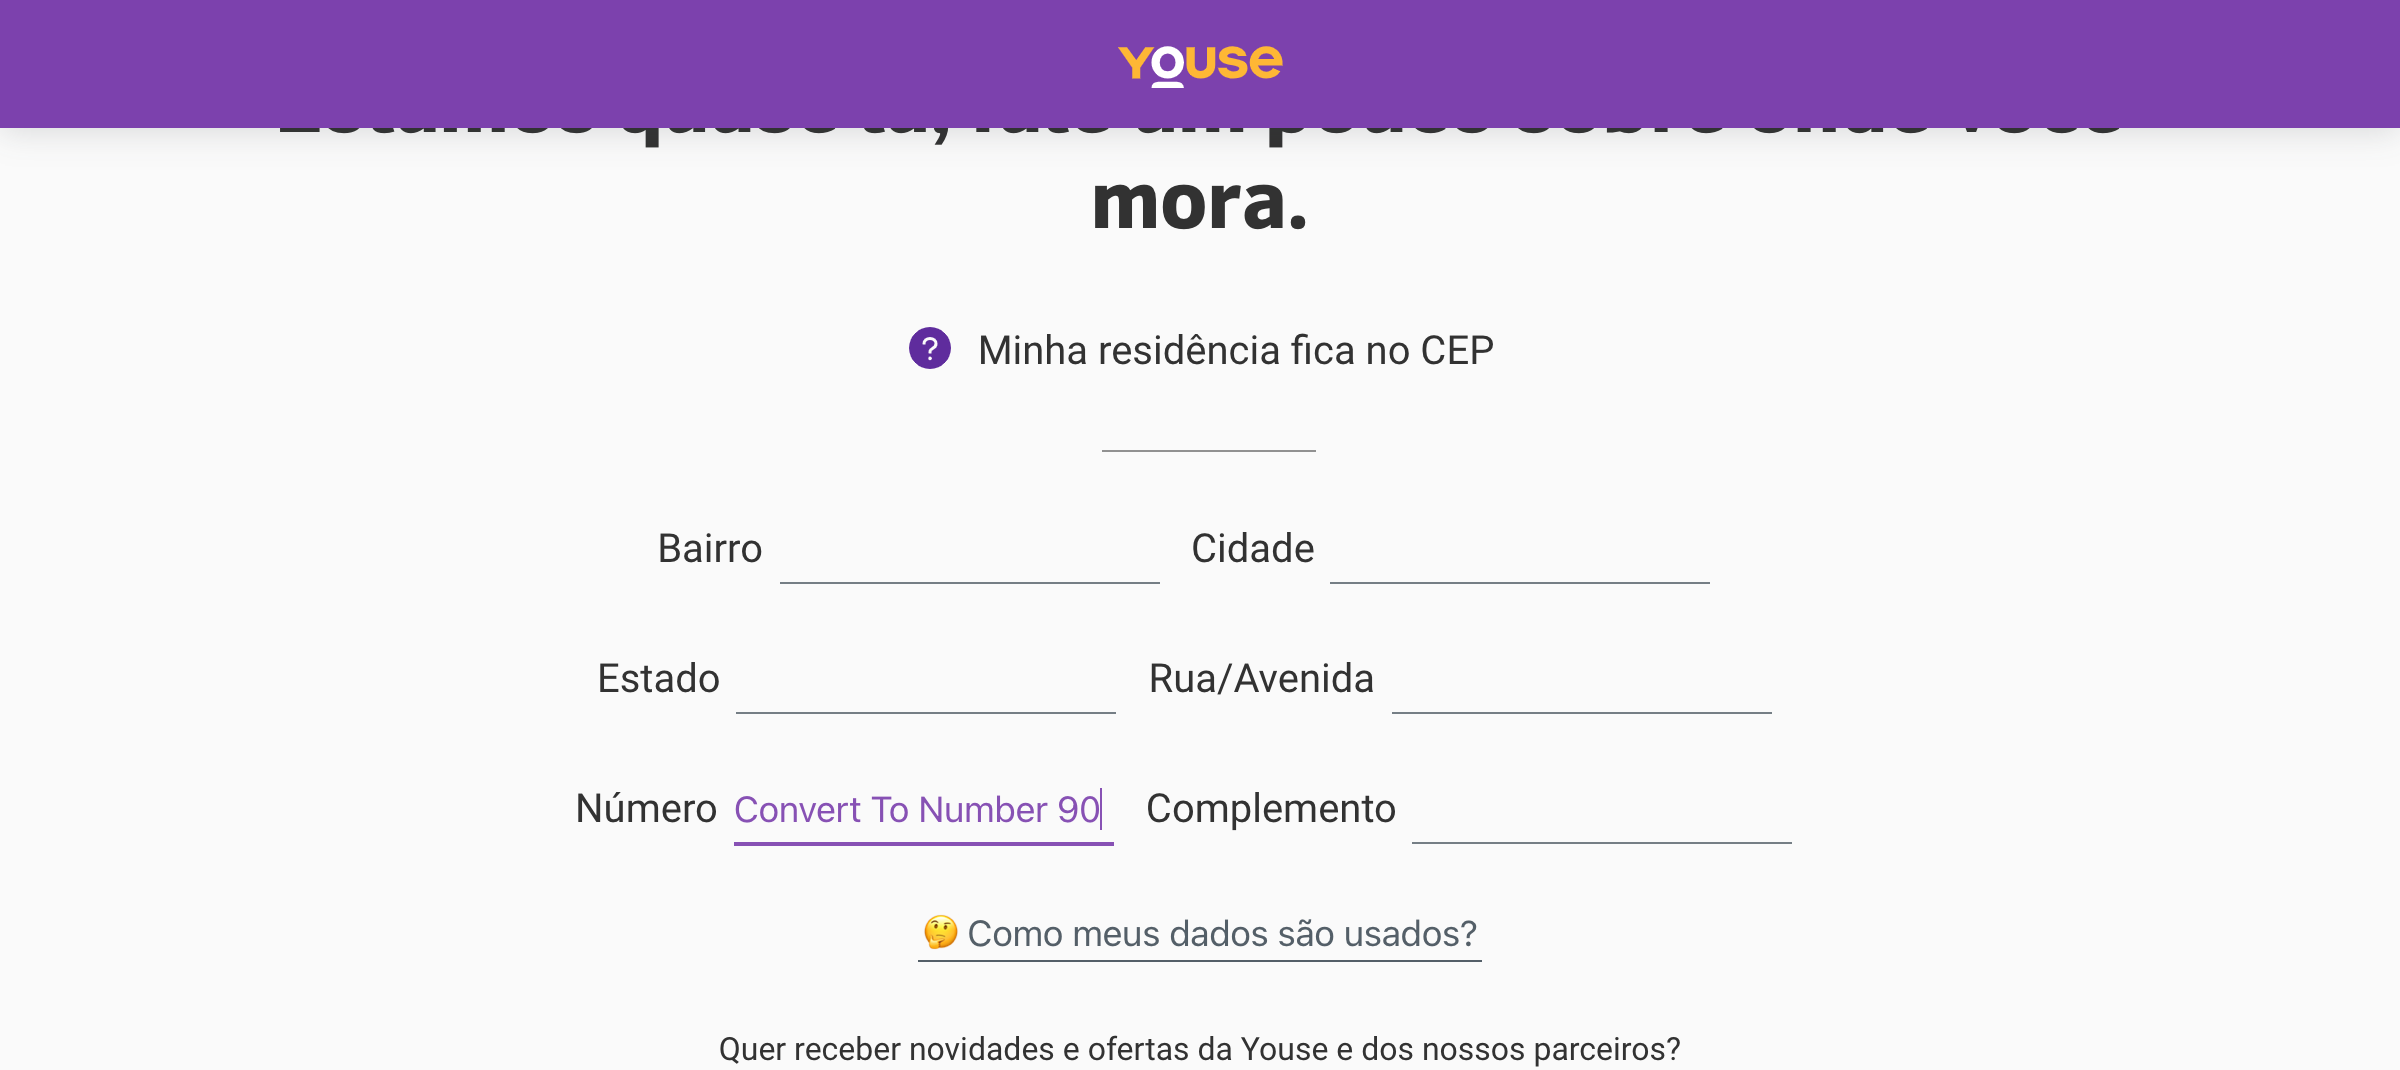 Youse
mora.
? Minha residência fica no CEP
Bairro Cidade
Estado Rua/Avenida
Número Convert To Number 90 Complemento
🤔 Como meus dados são usados?
Quer receber novidades e ofertas da Youse e dos nossos parceiros?